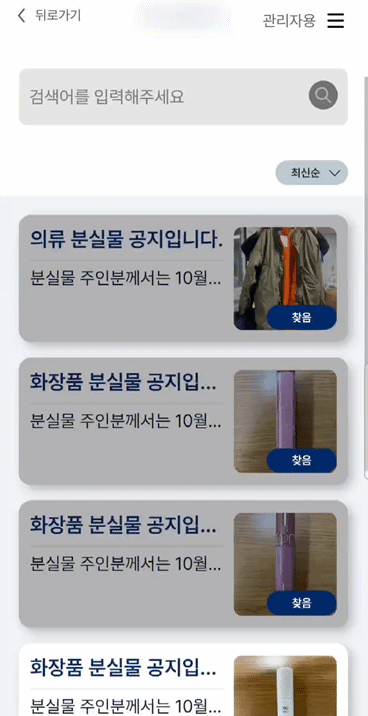 뒤로가기
관리자용
검색어를 입력해주세요
최신순
의류 분실물 공지입니다.
분실물 주인분께서는 10월...
찾음
화장품 분실물 공지입...
분실물 주인분께서는 10월...
찾음
화장품 분실물 공지입...
분실물 주인분께서는 10월...
찾음
화장품 분실물 공지입...
분실물 주인분께서는 10월...